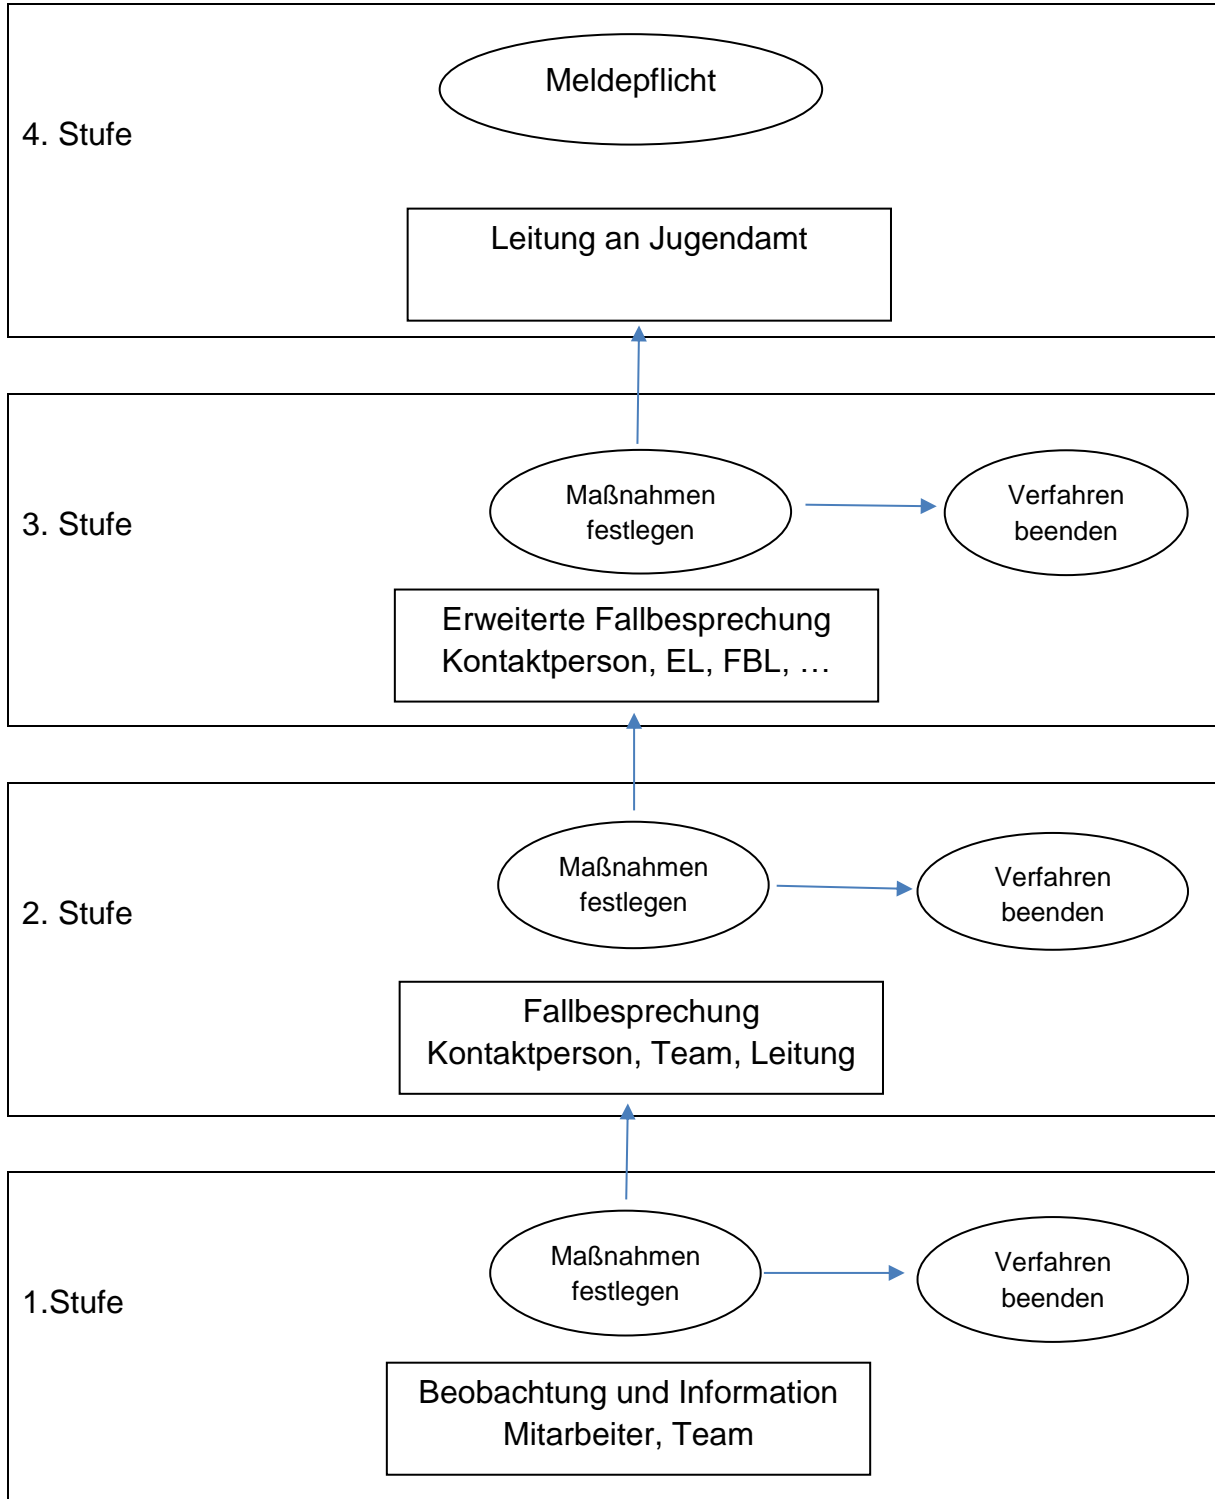 Meldepflicht
4. Stufe
Leitung an Jugendamt
3. Stufe
Maßnahmen
festlegen
Verfahren
beenden
Erweiterte Fallbesprechung
Kontaktperson, EL, FBL, …
2. Stufe
Maßnahmen
festlegen
Verfahren
beenden
Fallbesprechung
Kontaktperson, Team, Leitung
1.Stufe
Maßnahmen
festlegen
Verfahren
beenden
Beobachtung und Information
Mitarbeiter, Team